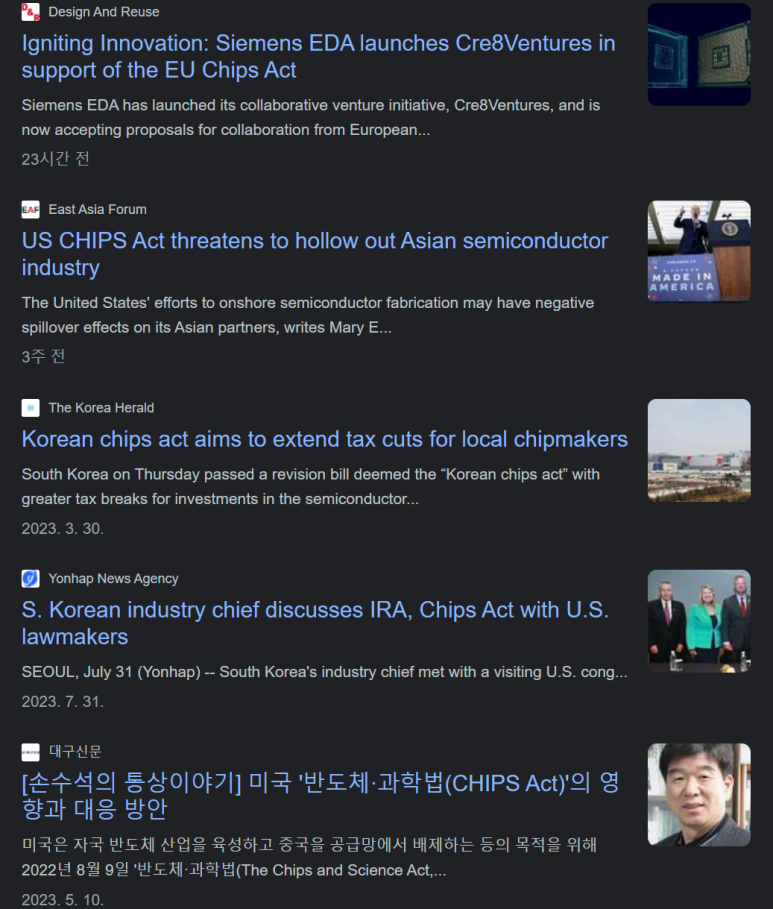 Design And Reuse
Igniting Innovation: Siemens EDA launches Cre8Ventures in
support of the EU Chips Act
Siemens EDA has launched its collaborative venture initiative, Cre8Ventures, and is
now accepting proposals for collaboration from European...
23시간 전
EAF East Asia Forum
US CHIPS Act threatens to hollow out Asian semiconductor
industry
The United States' efforts to onshore semiconductor fabrication may have negative
spillover effects on its Asian partners, writes Mary E...
3주 전
MADE IN
AMERICA
The Korea Herald
Korean chips act aims to extend tax cuts for local chipmakers
South Korea on Thursday passed a revision bill deemed the “Korean chips act” with
greater tax breaks for investments in the semiconductor...
2023. 3. 30.
Yonhap News Agency
S. Korean industry chief discusses IRA, Chips Act with U.S.
lawmakers
SEOUL, July 31 (Yonhap) -- South Korea's industry chief met with a visiting U.S. cong...
2023. 7. 31.
대구신문
[손수석의 통상이야기] 미국 '반도체·과학법(CHIPS Act)'의 영
향과 대응 방안
미국은 자국 반도체 산업을 육성하고 중국을 공급망에서 배제하는 등의 목적을 위해
2022년 8월 9일 '반도체·과학법(The Chips and Science Act,...
2023. 5. 10.